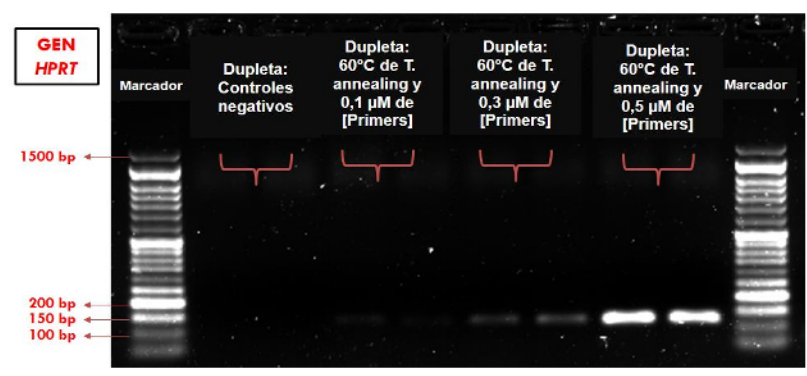 GEN
HPRT
Marcador
Dupleta:
Controles
negativos
Dupleta:
60°C de T.
annealing y
0,1 µM de
[Primers]
Dupleta:
60°C de T.
annealing y
0,3 µM de
[Primers]
Dupleta:
60°C de T.
annealing y
0,5 µM de
[Primers]
Marcador
1500 bp
200 bp
150 bp
100 bp